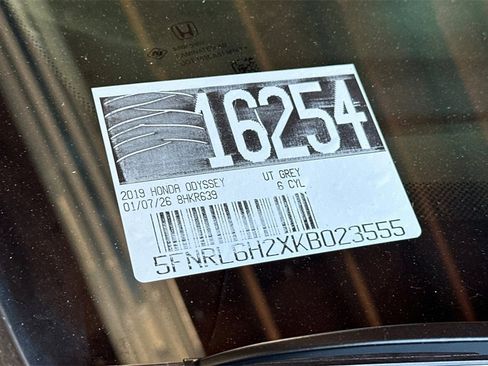 16254
2019 HONDA ODYSSEY UT GREY
01/07/26 8HKR639 6 CYL
5FNRL6H2XKB023555